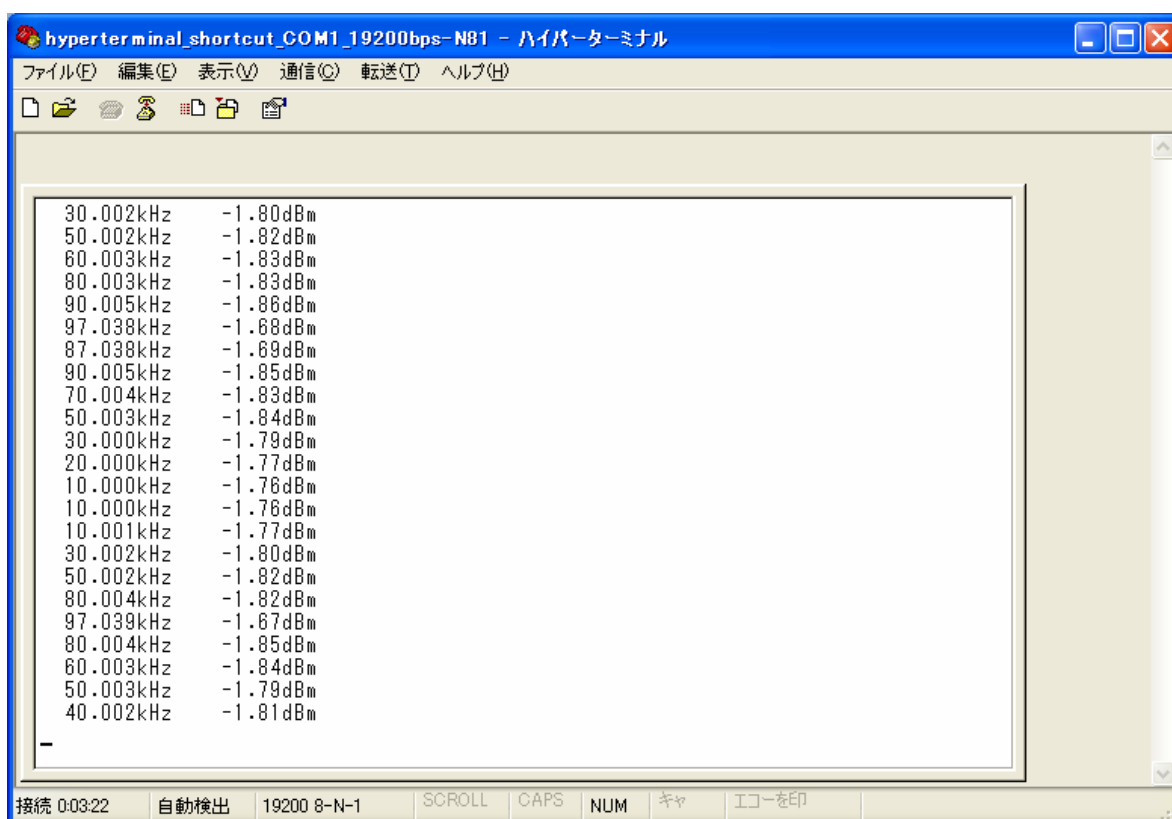 hyperterminal_shortcut_COM1_19200bps-N81 - ハイパーターミナル
ファイル(F) 編集(E) 表示(V) 通信(C) 転送(T) ヘルプ(H)
30.002kHz -1.80dBm
50.002kHz -1.82dBm
60.003kHz -1.83dBm
80.003kHz -1.83dBm
90.005kHz -1.86dBm
97.038kHz -1.68dBm
87.038kHz -1.69dBm
90.005kHz -1.85dBm
70.004kHz -1.83dBm
50.003kHz -1.84dBm
30.000kHz -1.79dBm
20.000kHz -1.77dBm
10.000kHz -1.76dBm
10.000kHz -1.76dBm
10.001kHz -1.77dBm
30.002kHz -1.80dBm
50.002kHz -1.82dBm
80.004kHz -1.82dBm
97.039kHz -1.67dBm
80.004kHz -1.85dBm
60.003kHz -1.84dBm
50.003kHz -1.79dBm
40.002kHz -1.81dBm
接続 0:03:22 自動検出 19200 8-N-1 SCROLL CAPS NUM キャ エコーを印